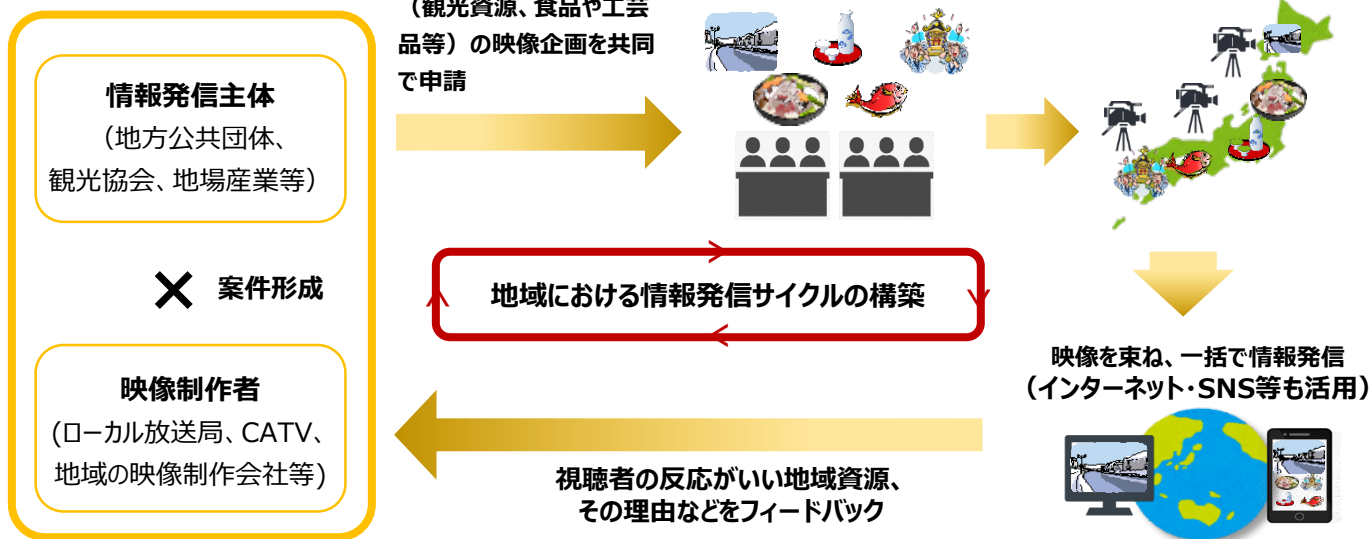 （観光資源、食品や工芸
品等）の映像企画を共同
で申請
情報発信主体
（地方公共団体、
観光協会、地場産業等）
✕ 案件形成
映像制作者
(ローカル放送局、CATV、
地域の映像制作会社等)
地域における情報発信サイクルの構築
映像を束ね、一括で情報発信
（インターネット・SNS等も活用）
視聴者の反応がいい地域資源、
その理由などをフィードバック